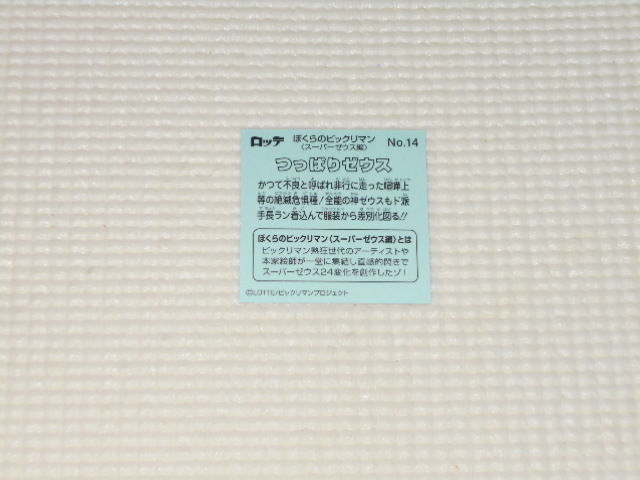 ロッテ ぼくらのビックリマン 〈スーパーゼウス編〉 No.14
つっぱりゼウス
かつて不良と呼ばれ非行に走った喧嘩上
等の絶滅危惧種!全能の神ゼウスもド派
手長ラン着込んで服装から差別化図る!!
ぼくらのビックリマン〈スーパーゼウス編〉とは
ビックリマン熱狂世代のアーティストや
本家絵師が一堂に集結し直感的閃きで
スーパーゼウス24変化を創作したゾ!
©LOTTE/ビックリマンプロジェクト